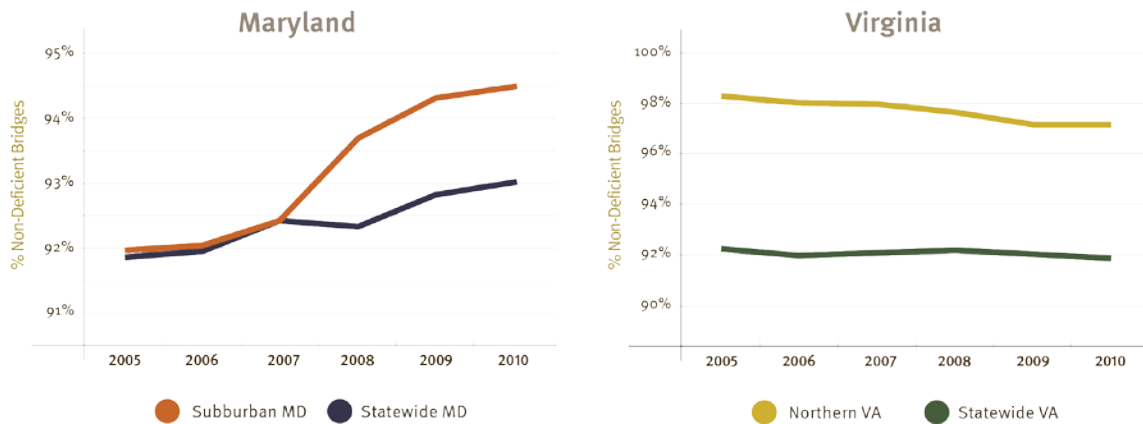 Maryland
% Non-Deficient Bridges
95%
94%
93%
92%
91%
2005 2006 2007 2008 2009 2010
Subburban MD Statewide MD
Virginia
% Non-Deficient Bridges
100%
98%
96%
94%
92%
90%
2005 2006 2007 2008 2009 2010
Northern VA Statewide VA